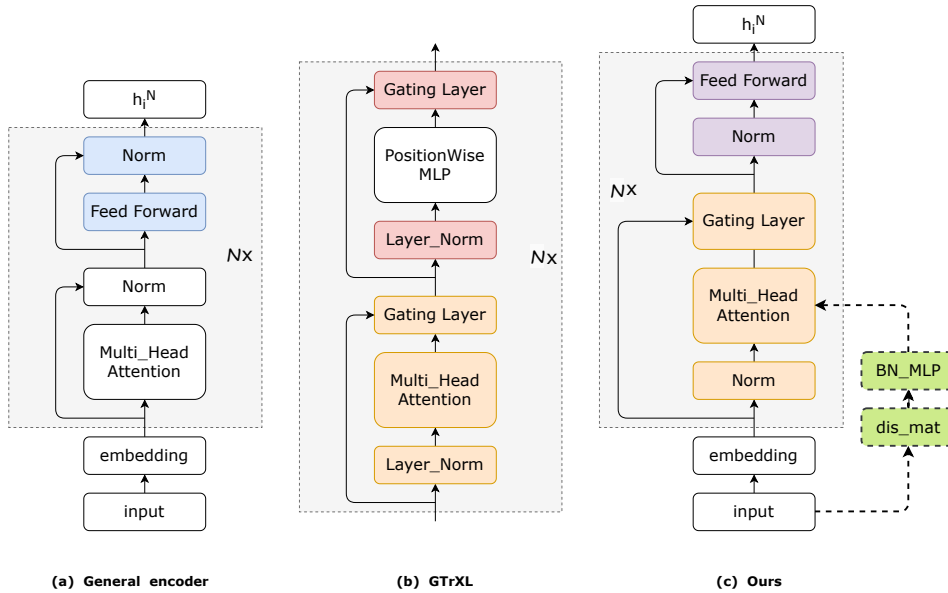 h_i^N
Norm
Feed Forward
Nx
Norm
Multi_Head
Attention
embedding
input
(a) General encoder
Gating Layer
PositionWise
MLP
Layer_Norm
Nx
Gating Layer
Multi_Head
Attention
Layer_Norm
(b) GTrXL
h_i^N
Feed Forward
Norm
Nx
Gating Layer
Multi_Head
Attention
Norm
BN_MLP
dis_mat
embedding
input
(c) Ours